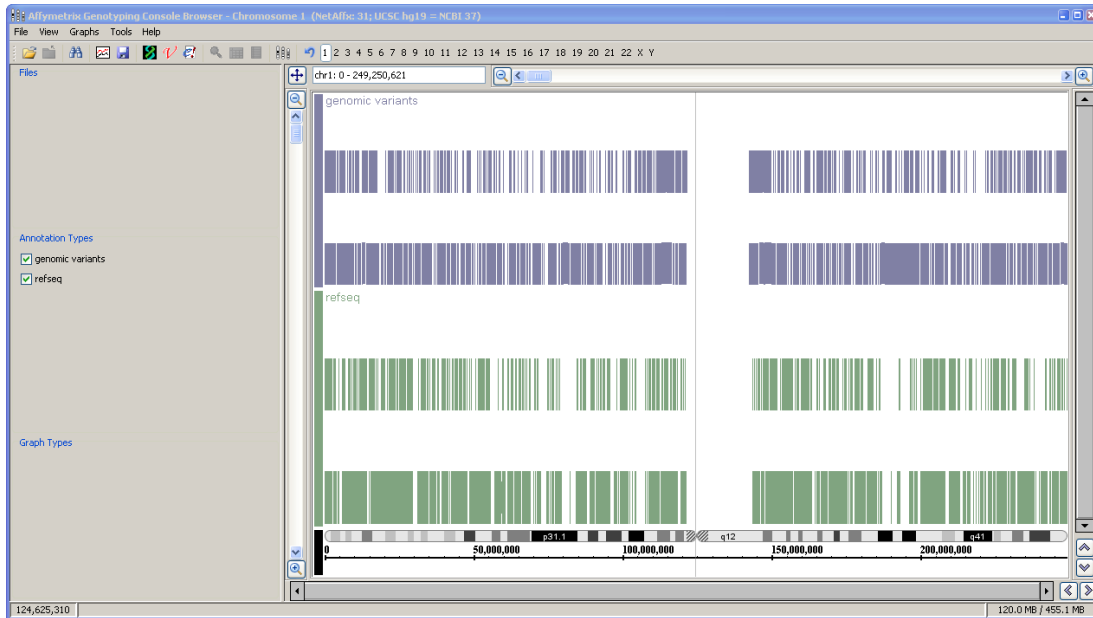 Affymetrix Genotyping Console Browser - Chromosome 1 (NetAffx: 31; UCSC hg19 = NCBI 37)
File View Graphs Tools Help
1 2 3 4 5 6 7 8 9 10 11 12 13 14 15 16 17 18 19 20 21 22 X Y
Files
chr1: 0 - 249,250,621
genomic variants
Annotation Types
genomic variants
refseq
refseq
Graph Types
p31.1 q12 q41
0 50,000,000 100,000,000 150,000,000 200,000,000
124,625,310
120.0 MB / 455.1 MB